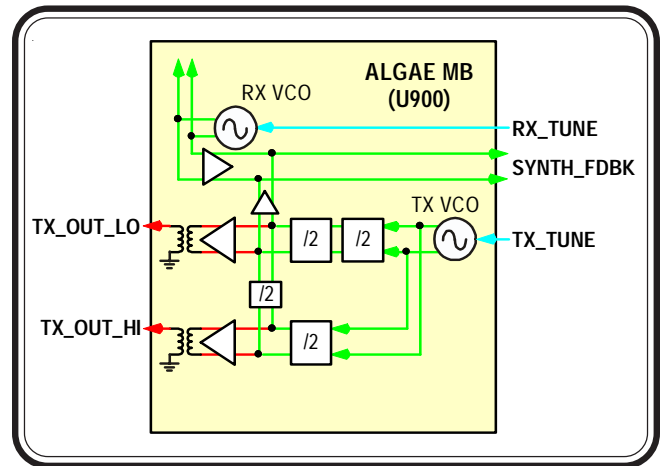 ALGAE MB
(U900)
RX VCO
RX_TUNE
SYNTH_FDBK
TX VCO
TX_OUT_LO
/2
/2
TX_TUNE
/2
TX_OUT_HI
/2